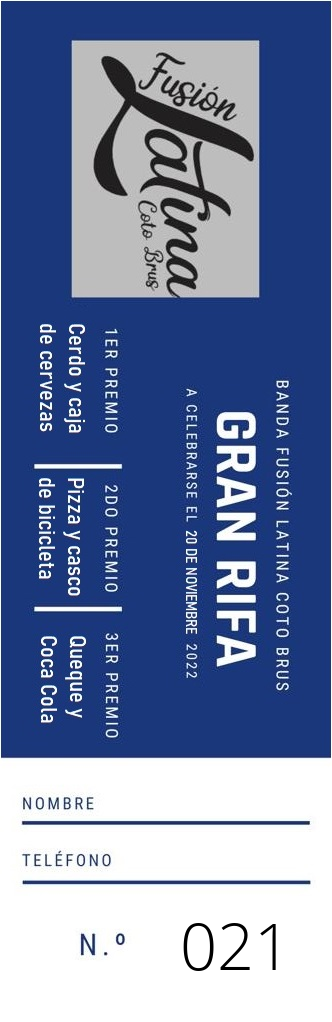 Fusión
Latina
Coto Brus
BANDA FUSIÓN LATINA COTO BRUS
GRAN RIFA
A CELEBRARSE EL 20 DE NOVIEMBRE 2022
1ER PREMIO
Cerdo y caja
de cervezas
2DO PREMIO
Pizza y casco
de bicicleta
3ER PREMIO
Queque y
Coca Cola
NOMBRE
TELÉFONO
N.º 021